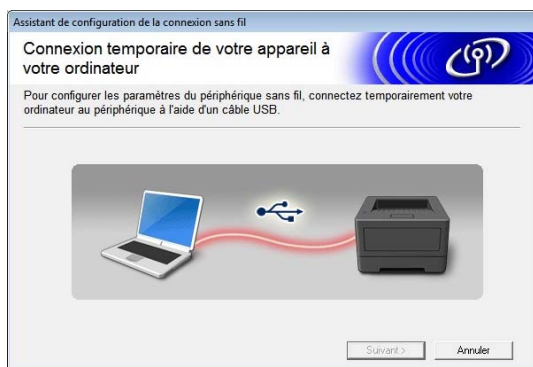 Assistant de configuration de la connexion sans fil
Connexion temporaire de votre appareil à
votre ordinateur
Pour configurer les paramètres du périphérique sans fil, connectez temporairement votre
ordinateur au périphérique à l'aide d'un câble USB.
Suivant >
Annuler